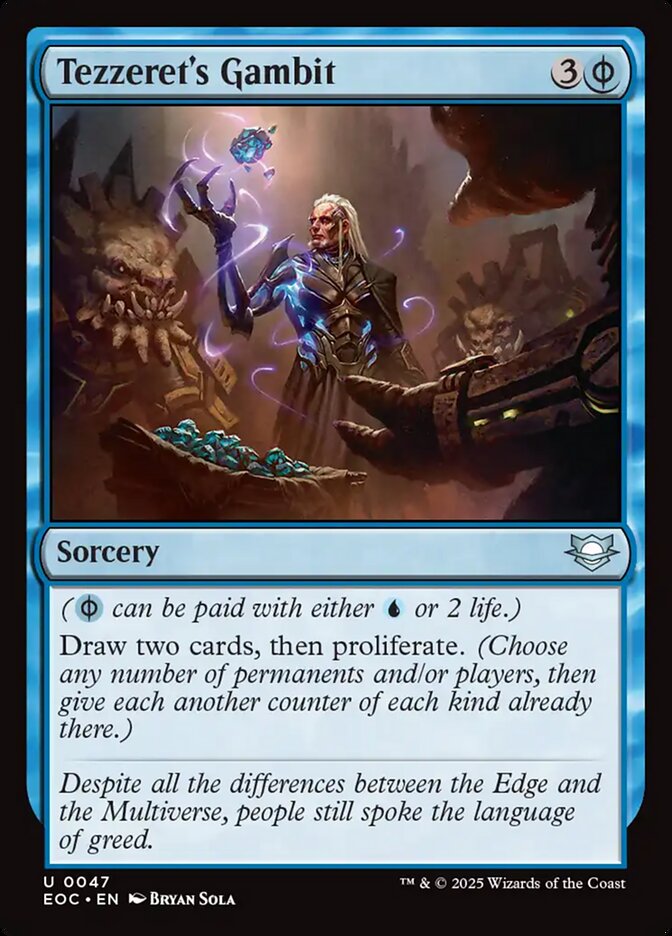 Tezzeret's Gambit 3
Sorcery
( can be paid with either or 2 life.)
Draw two cards, then proliferate. (Choose
any number of permanents and/or players, then
give each another counter of each kind already
there.)
Despite all the differences between the Edge and
the Multiverse, people still spoke the language
of greed.
U 0047
EOC • EN Bryan Sola
™ & © 2025 Wizards of the Coast